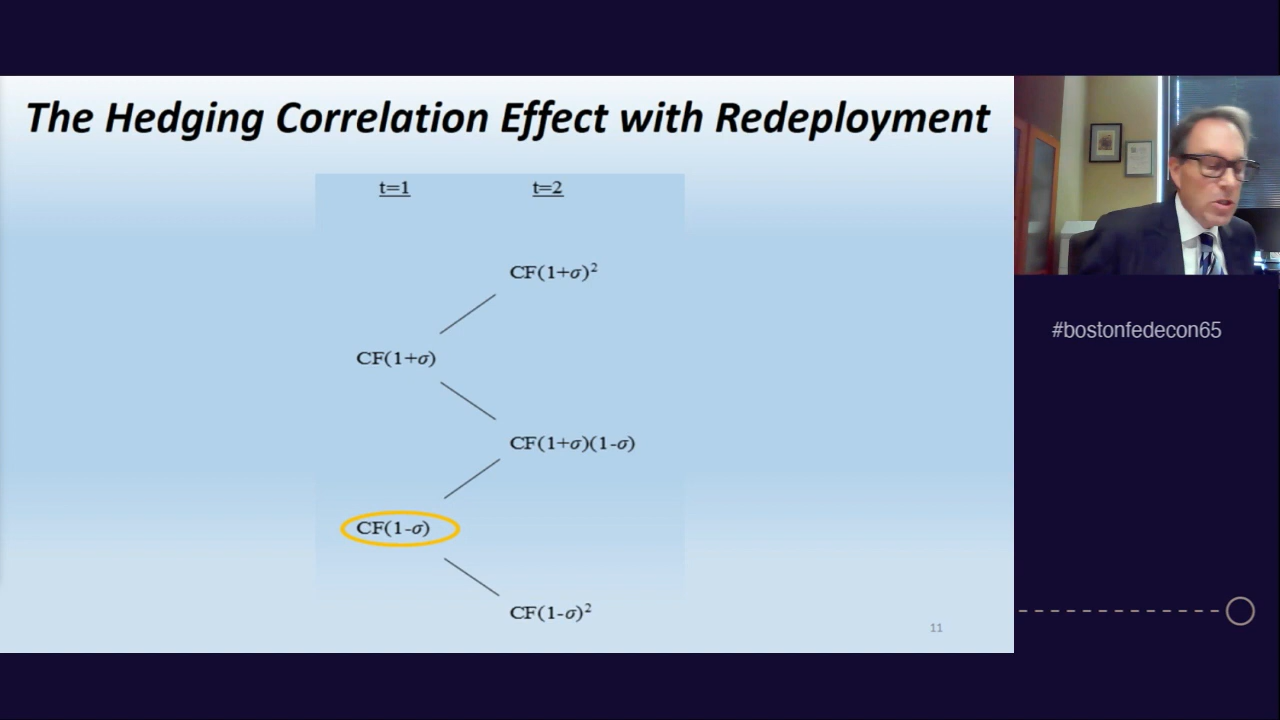 The Hedging Correlation Effect with Redeployment
t=1 t=2
CF(1+σ)²
CF(1+σ)
CF(1+σ)(1-σ)
CF(1-σ)
CF(1-σ)²
11
#bostonfedecon65